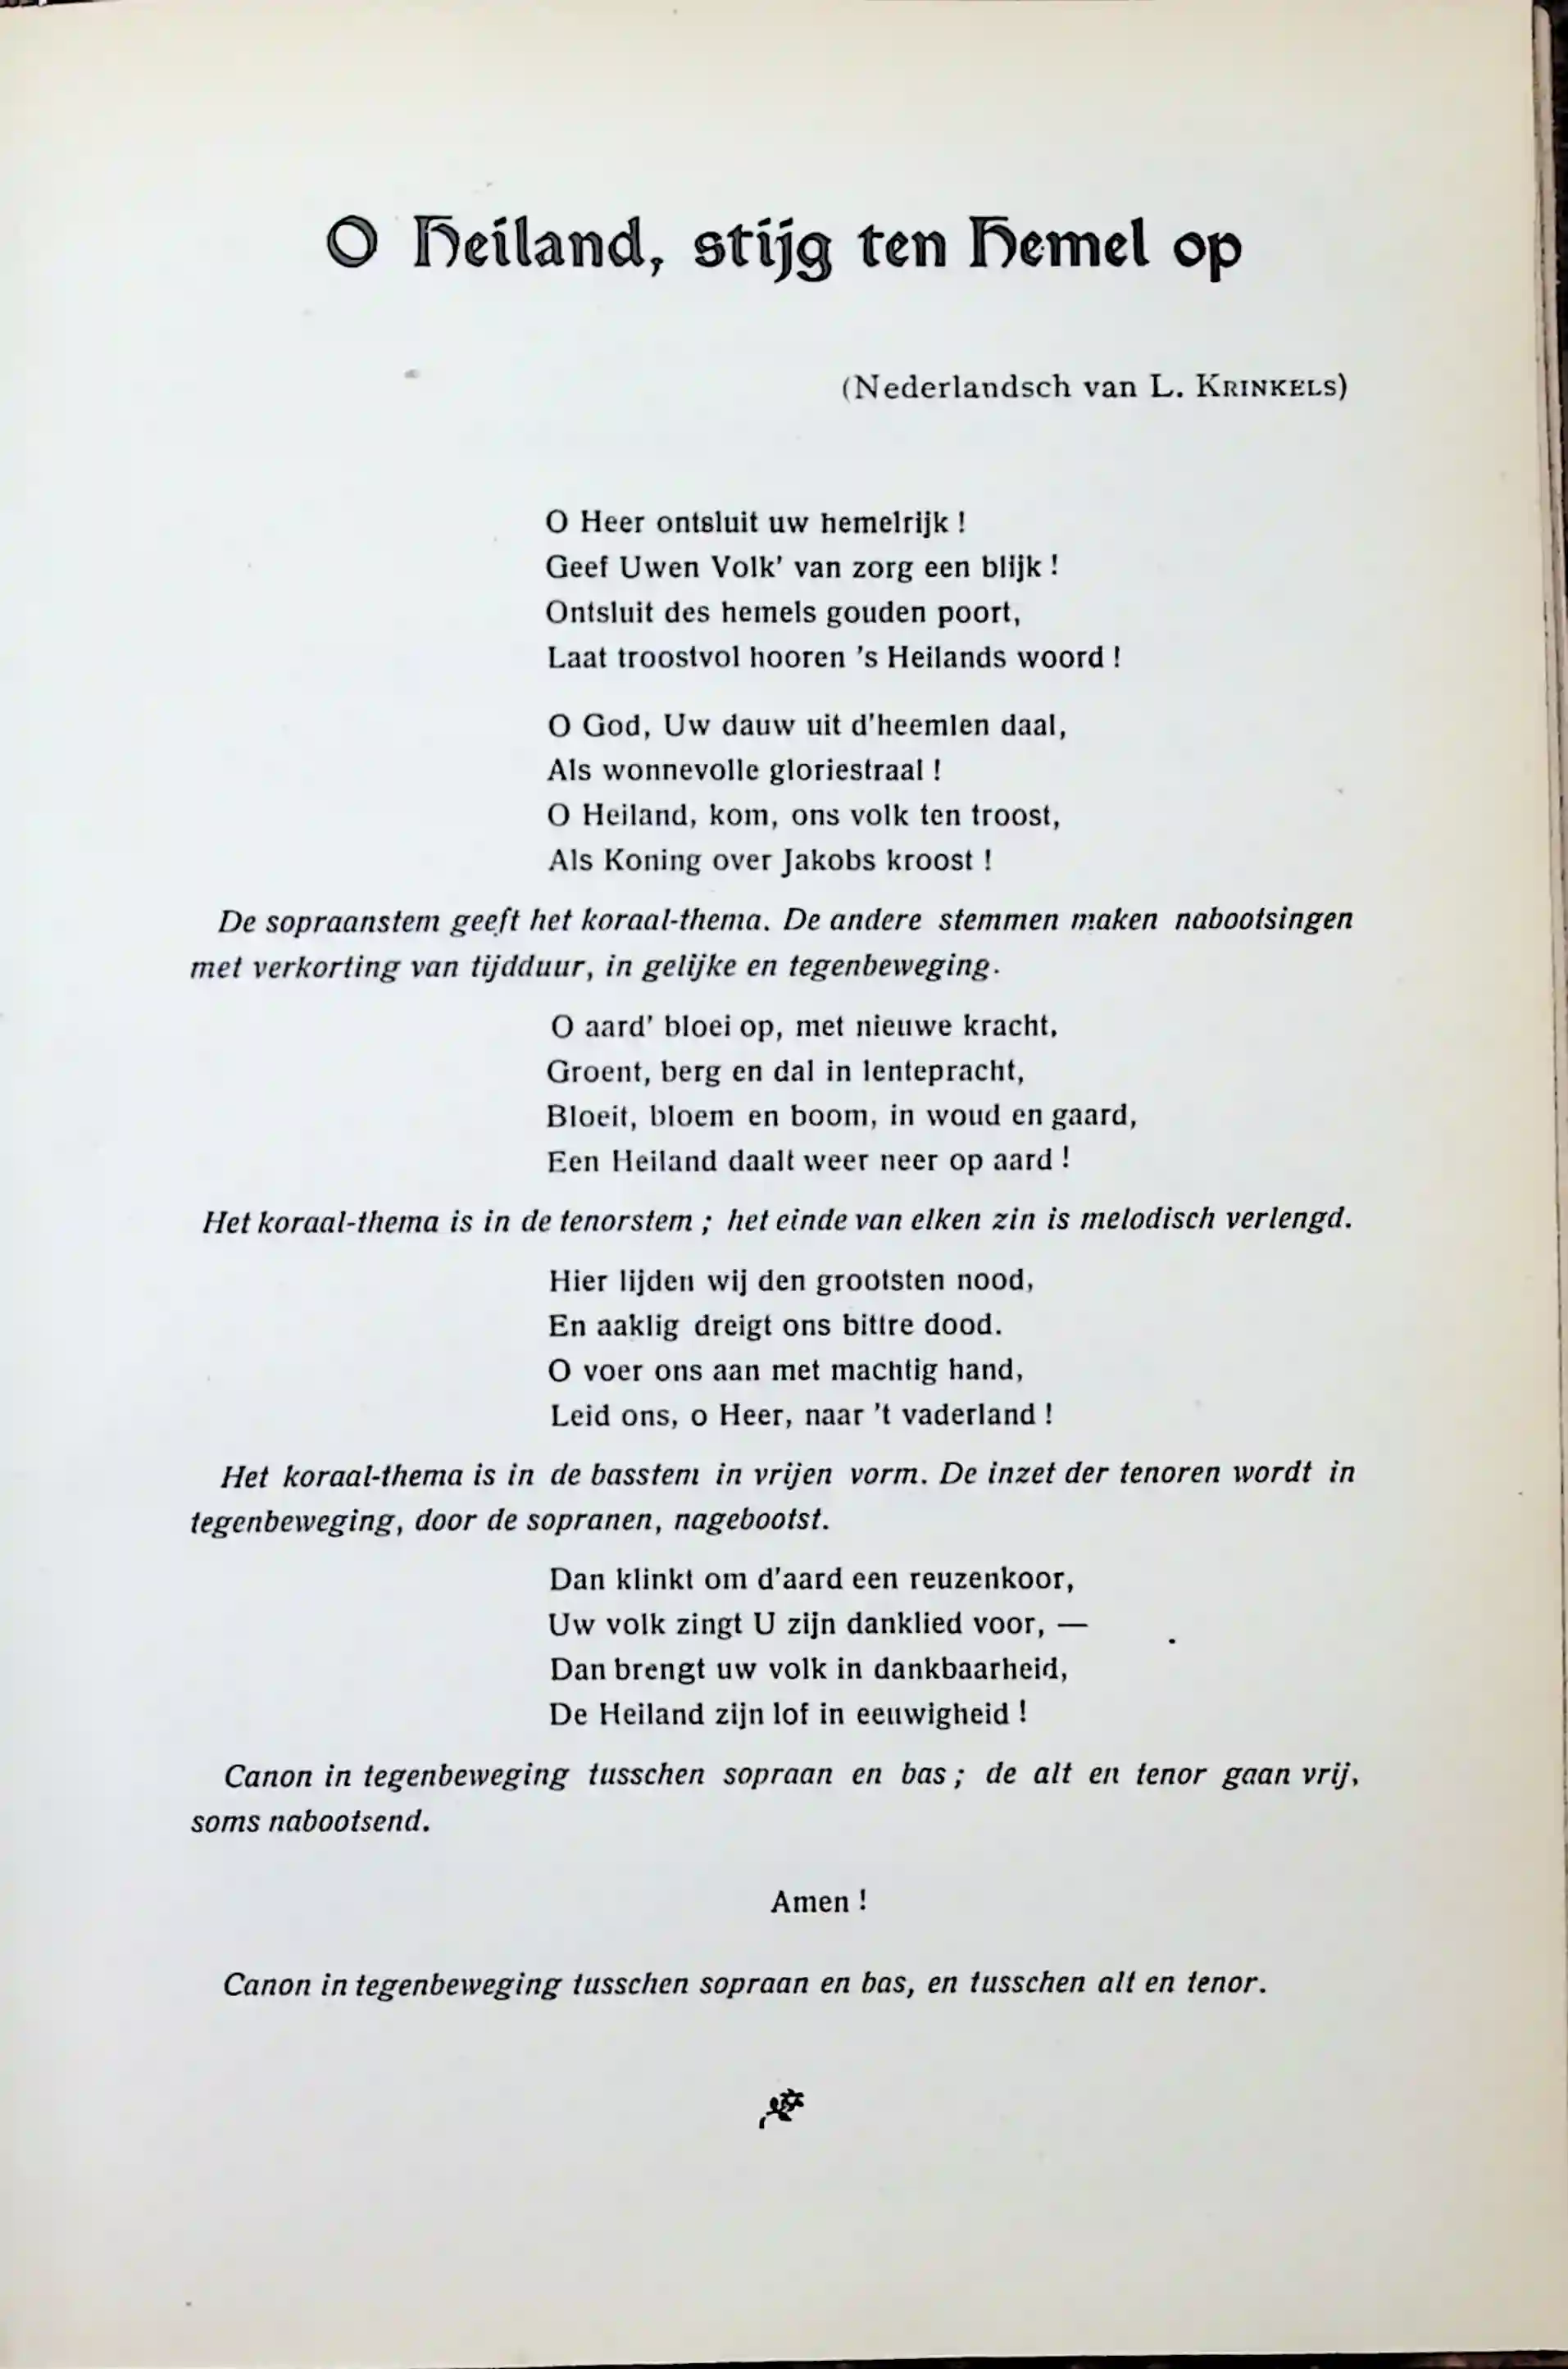 O Heiland, stijg ten Hemel op
(Nederlandsch van L. KRINKELS)
O Heer ontsluit uw hemelrijk !
Geef Uwen Volk' van zorg een blijk !
Ontsluit des hemels gouden poort,
Laat troostvol hooren 's Heilands woord !
O God, Uw dauw uit d'heemlen daal,
Als wonnevolle gloriestraal !
O Heiland, kom, ons volk ten troost,
Als Koning over Jakobs kroost !
De sopraanstem geeft het koraal-thema. De andere stemmen maken nabootsingen
met verkorting van tijdduur, in gelijke en tegenbeweging.
O aard' bloei op, met nieuwe kracht,
Groent, berg en dal in lentepracht,
Bloeit, bloem en boom, in woud en gaard,
Een Heiland daalt weer neer op aard !
Het koraal-thema is in de tenorstem ; het einde van elken zin is melodisch verlengd.
Hier lijden wij den grootsten nood,
En aaklig dreigt ons bittre dood.
O voer ons aan met machtig hand,
Leid ons, o Heer, naar 't vaderland !
Het koraal-thema is in de basstem in vrijen vorm. De inzet der tenoren wordt in
tegenbeweging, door de sopranen, nagebootst.
Dan klinkt om d'aard een reuzenkoor,
Uw volk zingt U zijn danklied voor, —
Dan brengt uw volk in dankbaarheid,
De Heiland zijn lof in eeuwigheid !
Canon in tegenbeweging tusschen sopraan en bas ; de alt en tenor gaan vrij,
soms nabootsend.
Amen !
Canon in tegenbeweging tusschen sopraan en bas, en tusschen alt en tenor.